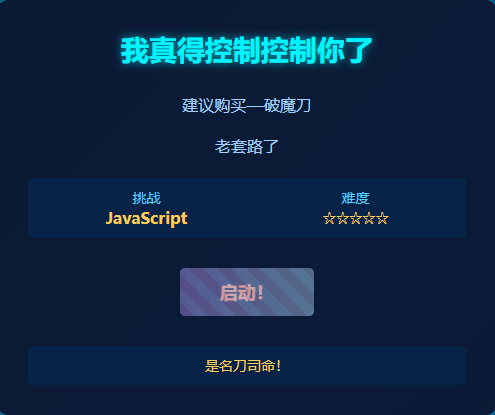 我真得控制控制你了
建议购买—破魔刀
老套路了
挑战
JavaScript
难度
☆☆☆☆☆
启动!
是名刀司命!